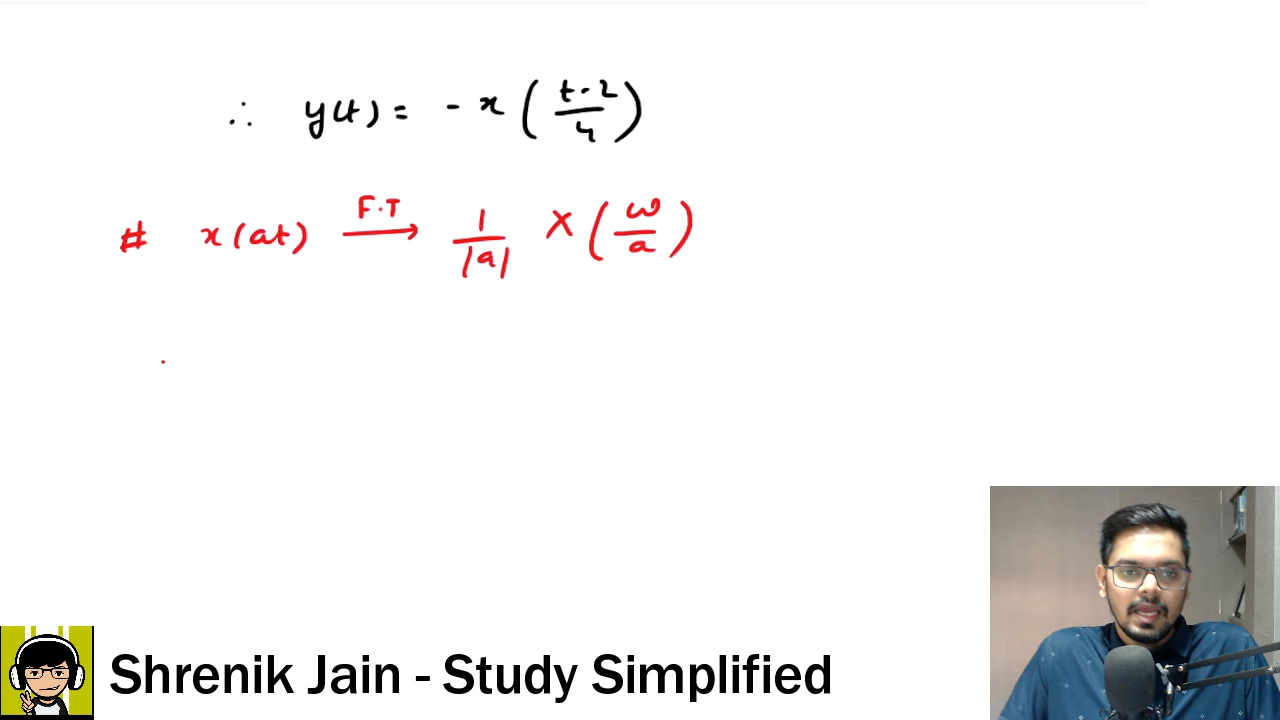 ∴ y(t) = - x ( t-2 / 4 )
# x(at) F.T → 1 / |a| X ( ω / a )
Shrenik Jain - Study Simplified